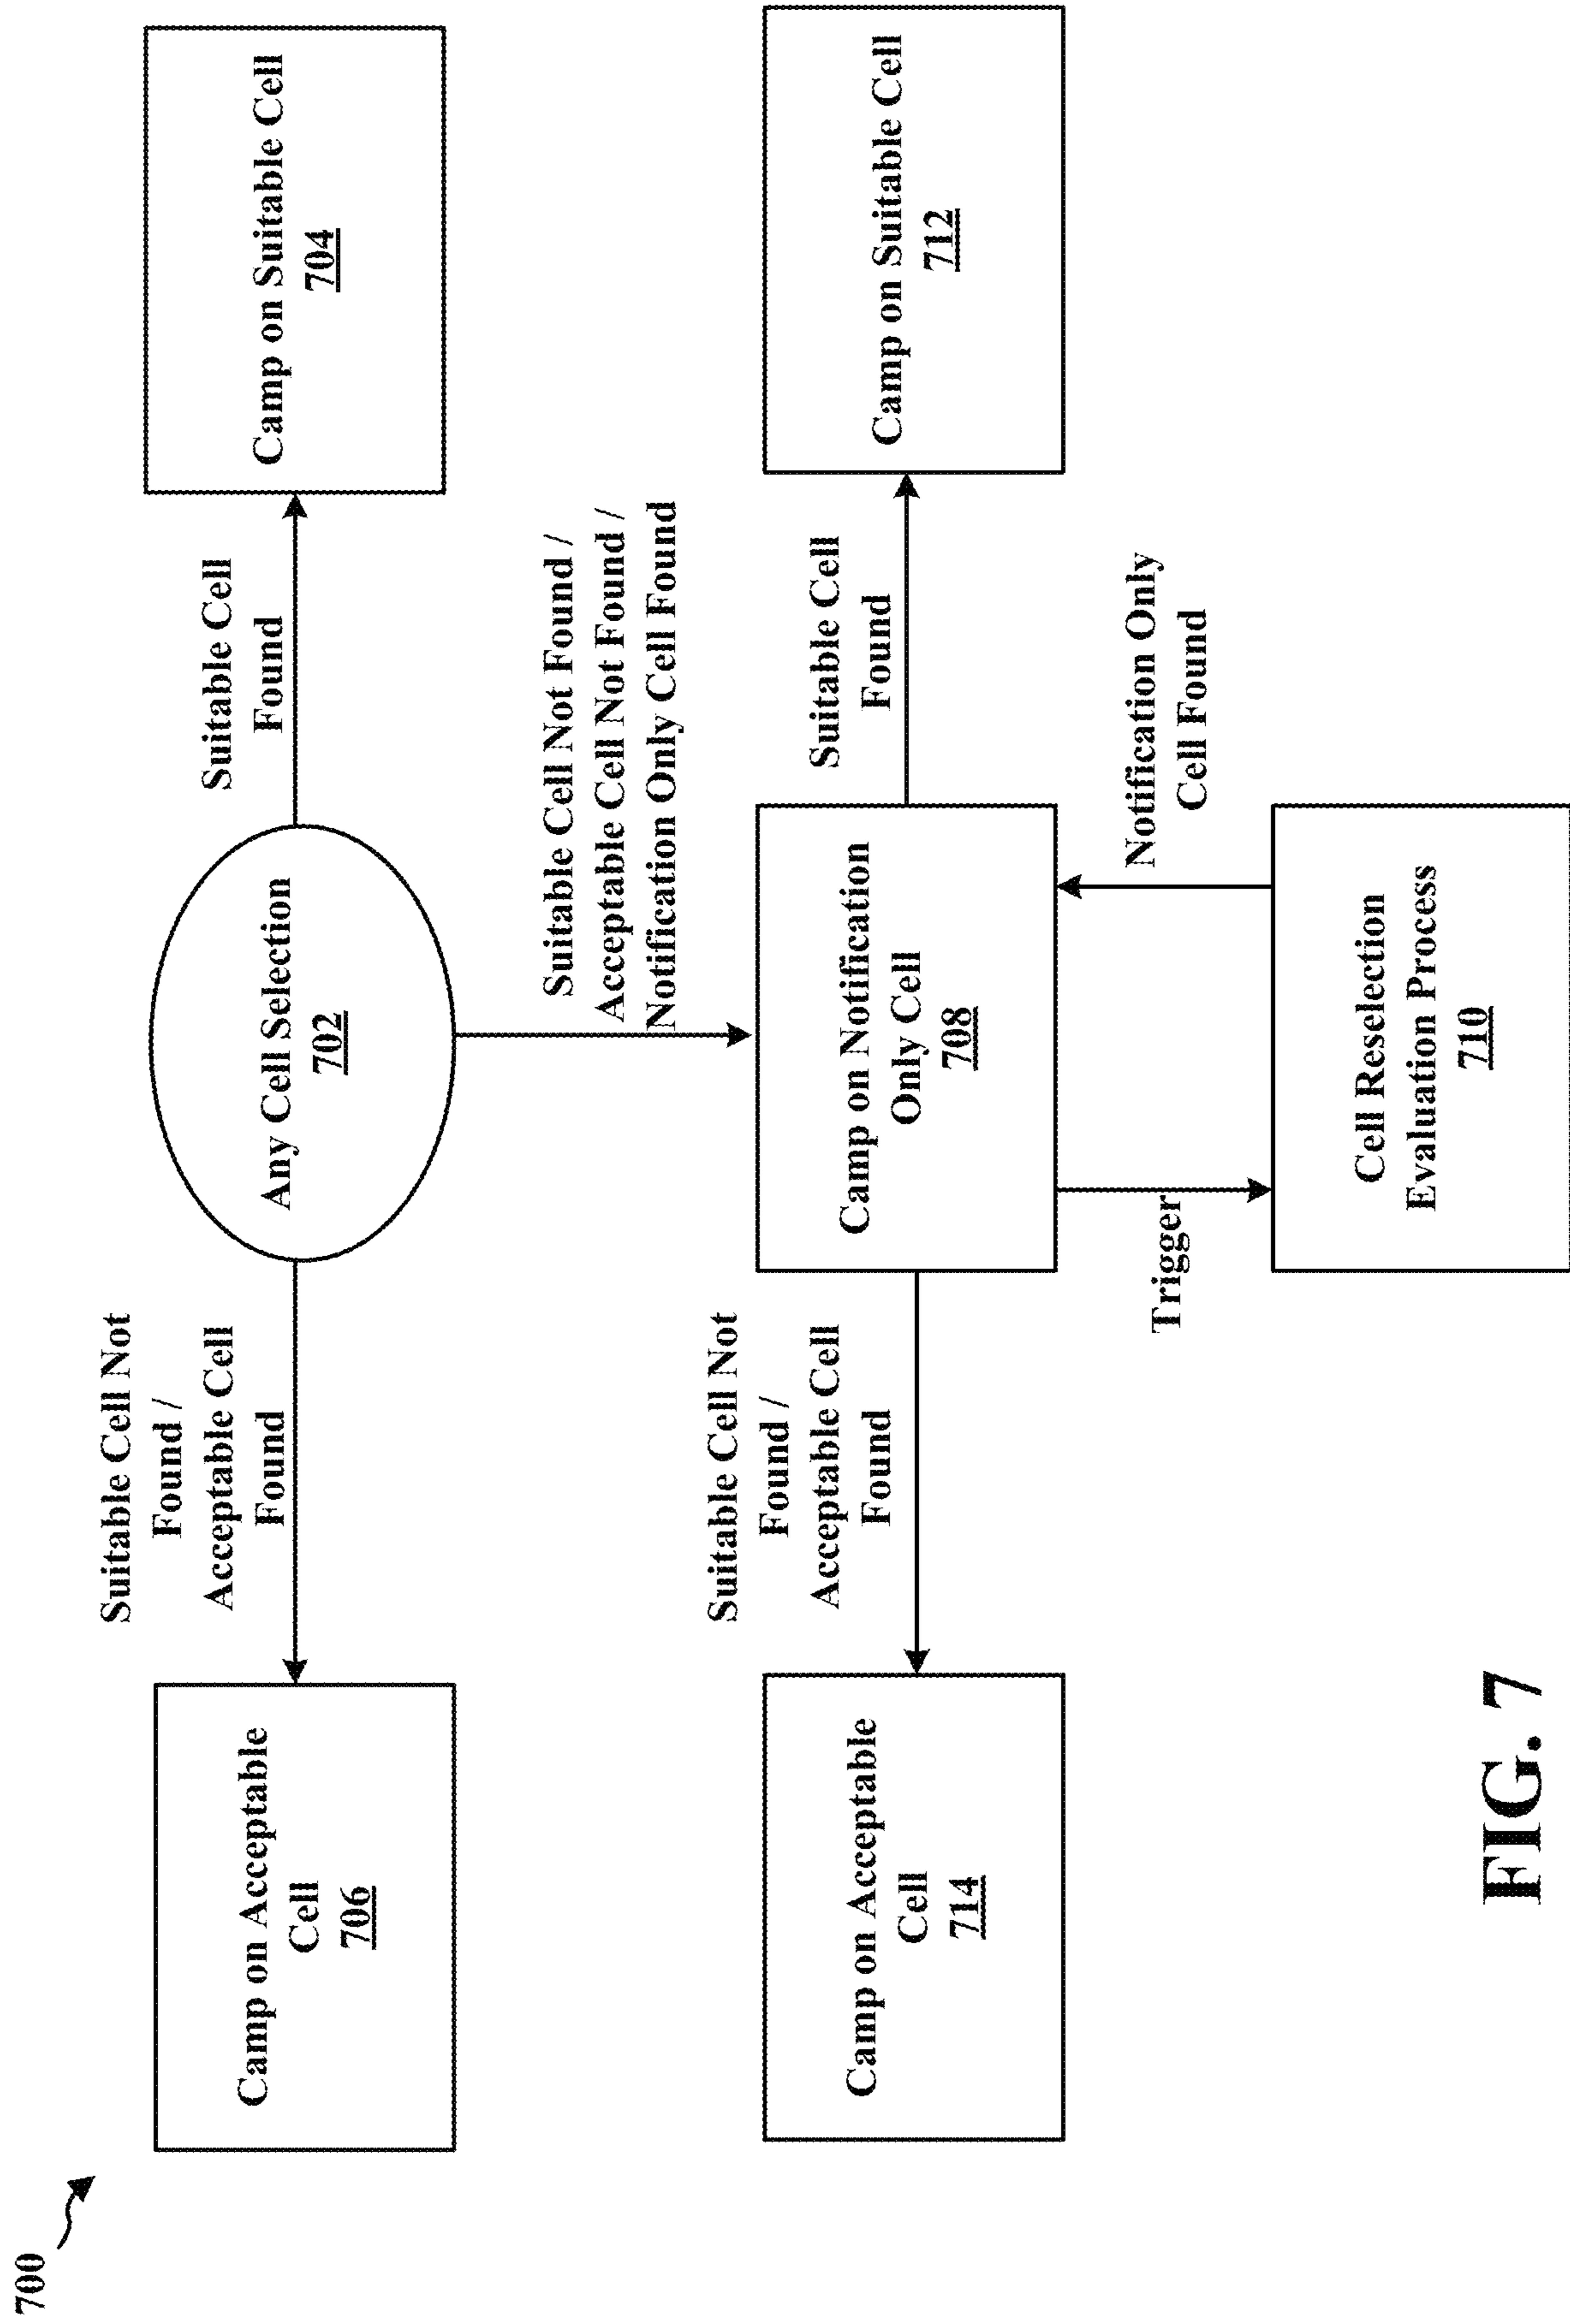 700
Camp on Acceptable
Cell
706
Suitable Cell Not
Found /
Acceptable Cell
Found
Any Cell Selection
702
Suitable Cell
Found
Camp on Suitable Cell
704
Suitable Cell Not Found /
Acceptable Cell Not Found /
Notification Only Cell Found
Camp on Acceptable
Cell
714
Suitable Cell Not
Found /
Acceptable Cell
Found
Camp on Notification
Only Cell
708
Suitable Cell
Found
Camp on Suitable Cell
712
Trigger
Notification Only
Cell Found
Cell Reselection
Evaluation Process
710
FIG. 7